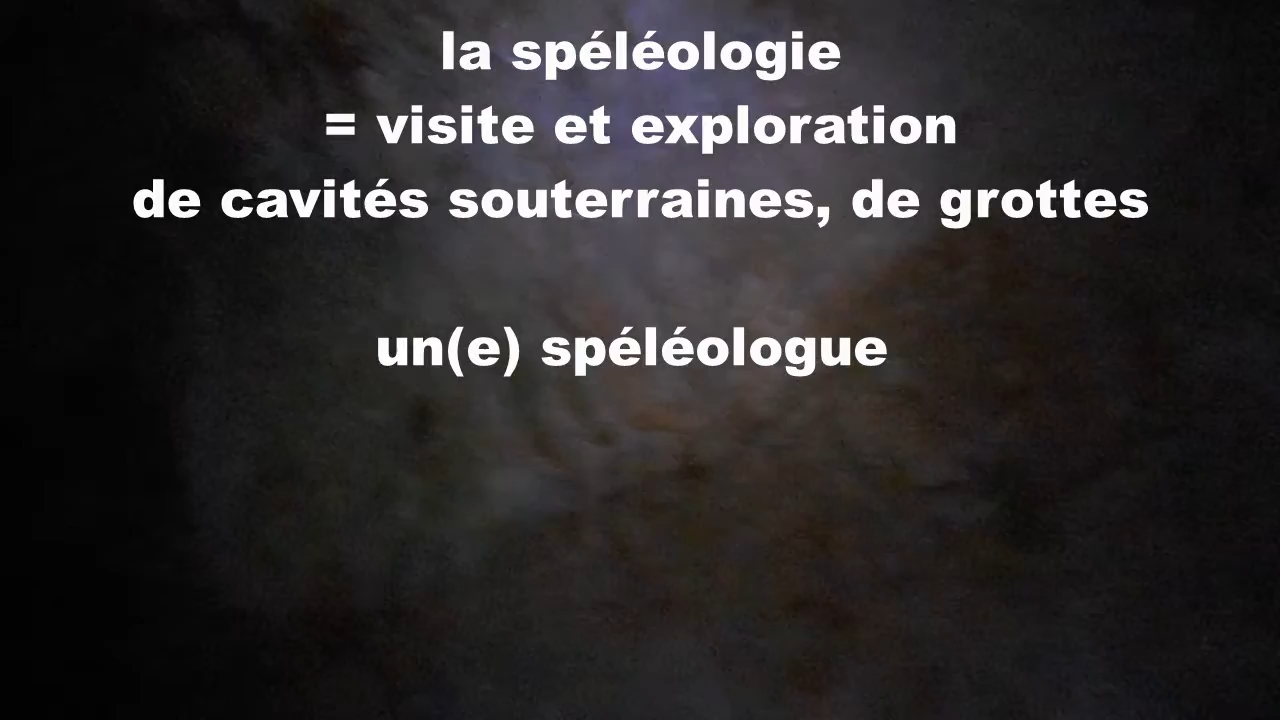 la spéléologie
= visite et exploration
de cavités souterraines, de grottes
un(e) spéléologue